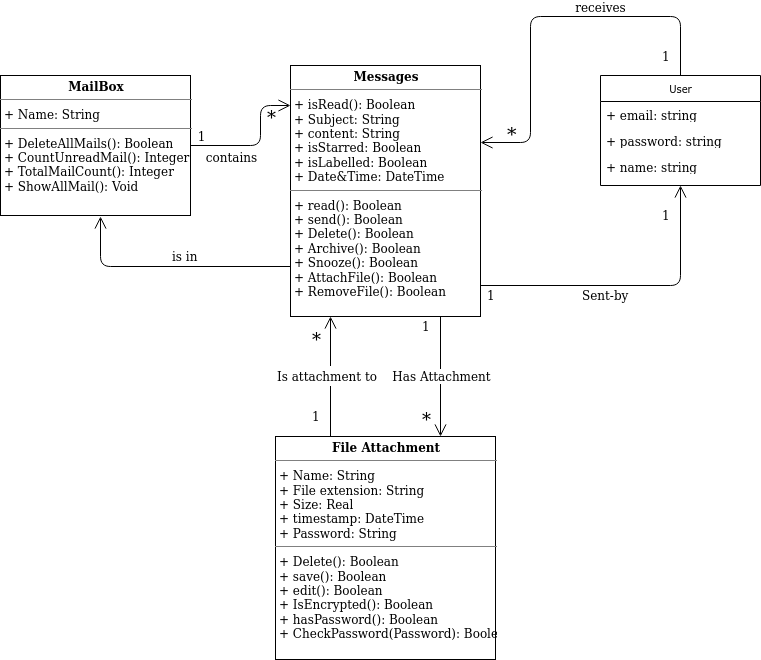 receives
1
*
User
+ email: string
+ password: string
+ name: string
MailBox
+ Name: String
+ DeleteAllMails(): Boolean
+ CountUnreadMail(): Integer
+ TotalMailCount(): Integer
+ ShowAllMail(): Void
1
contains
*
Messages
+ isRead(): Boolean
+ Subject: String
+ content: String
+ isStarred: Boolean
+ isLabelled: Boolean
+ Date&Time: DateTime
+ read(): Boolean
+ send(): Boolean
+ Delete(): Boolean
+ Archive(): Boolean
+ Snooze(): Boolean
+ AttachFile(): Boolean
+ RemoveFile(): Boolean
is in
1
1
Sent-by
*
1
Is attachment to
Has Attachment
1
*
File Attachment
+ Name: String
+ File extension: String
+ Size: Real
+ timestamp: DateTime
+ Password: String
+ Delete(): Boolean
+ save(): Boolean
+ edit(): Boolean
+ IsEncrypted(): Boolean
+ hasPassword(): Boolean
+ CheckPassword(Password): Boole